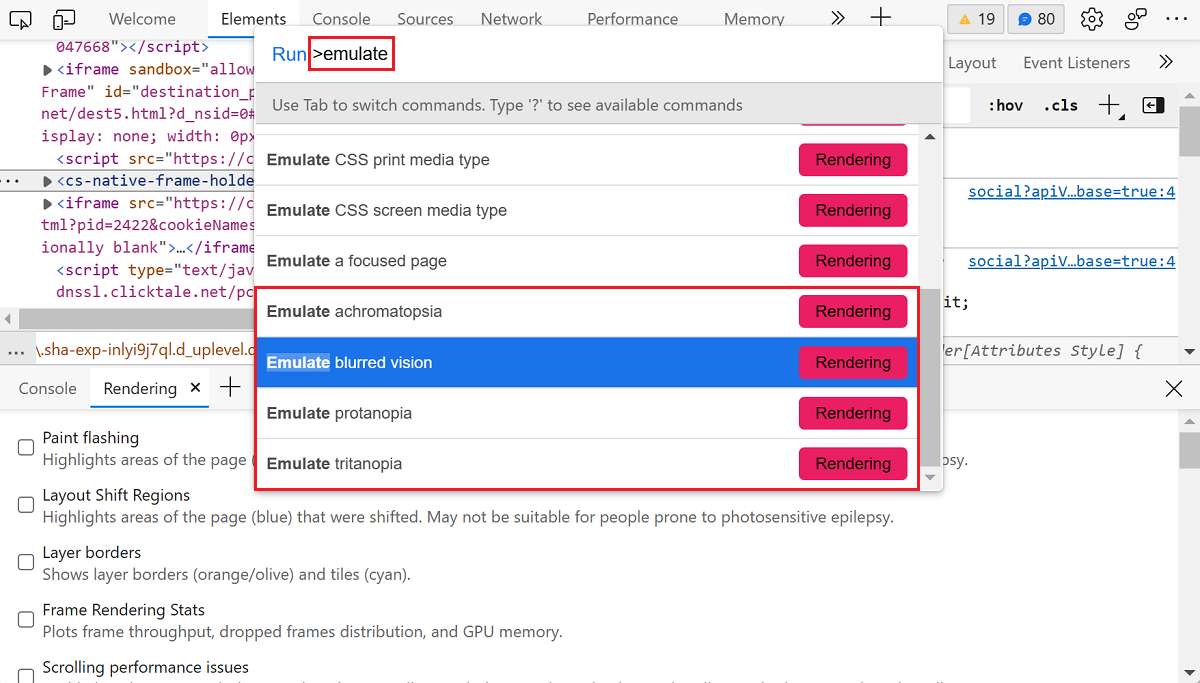 Welcome Elements Console Sources Network Performance Memory 19 80
047668"></script>
<iframe sandbox="allow
Frame" id="destination_p
net/dest5.html?d_nsid=0#
isplay: none; width: 0px
<script src="https://c
<cs-native-frame-holde
<iframe src="https://c
tml?pid=2422&cookieNames
ionally blank">…</iframe
<script type="text/jav
dnssl.clicktale.net/pc
... \.sha-exp-inlyi9j7ql.d_uplevel.c
Run >emulate
Use Tab to switch commands. Type '?' to see available commands
Emulate CSS print media type Rendering
Emulate CSS screen media type Rendering
Emulate a focused page Rendering
Emulate achromatopsia Rendering
Emulate blurred vision Rendering
Emulate protanopia Rendering
Emulate tritanopia Rendering
Layout Event Listeners
:hov .cls
social?apiV…base=true:4
social?apiV…base=true:4
it;
der[Attributes Style] {
Console Rendering
Paint flashing
Highlights areas of the page psy.
Layout Shift Regions
Highlights areas of the page (blue) that were shifted. May not be suitable for people prone to photosensitive epilepsy.
Layer borders
Shows layer borders (orange/olive) and tiles (cyan).
Frame Rendering Stats
Plots frame throughput, dropped frames distribution, and GPU memory.
Scrolling performance issues